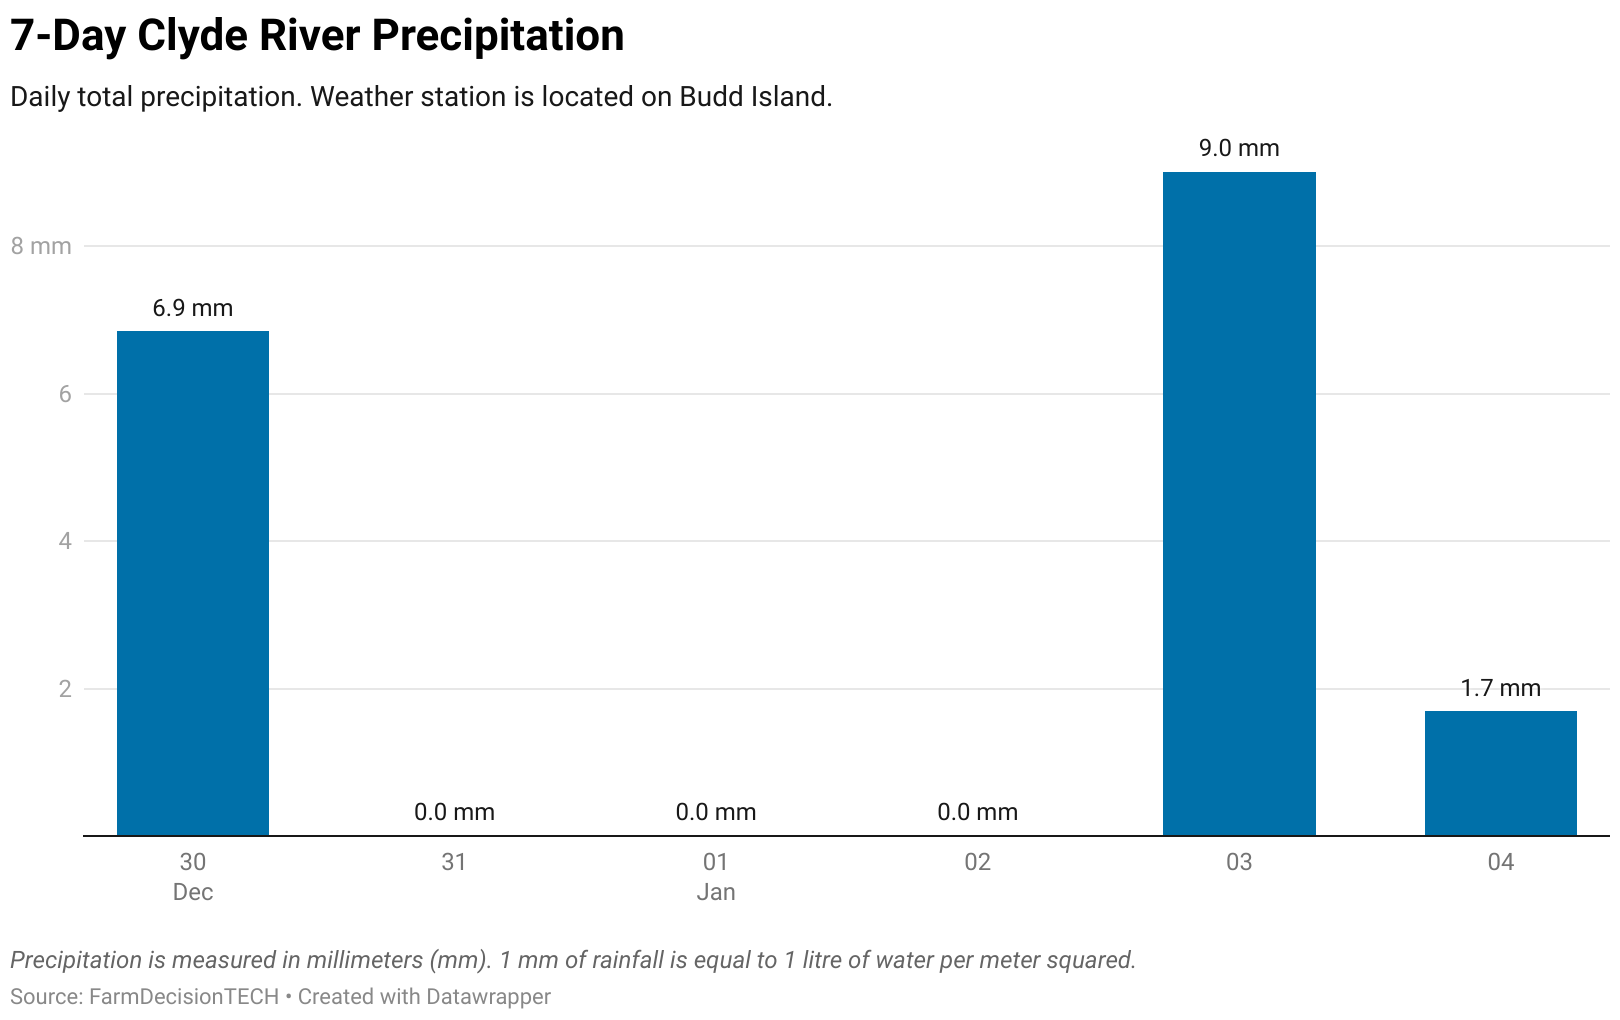 7-Day Clyde River Precipitation
Daily total precipitation. Weather station is located on Budd Island.
9.0 mm
8 mm
6.9 mm
6
4
2
1.7 mm
0.0 mm
0.0 mm
0.0 mm
30
31
01
02
03
04
Dec
Jan
Precipitation is measured in millimeters (mm). 1 mm of rainfall is equal to 1 litre of water per meter squared.
Source: FarmDecisionTECH • Created with Datawrapper